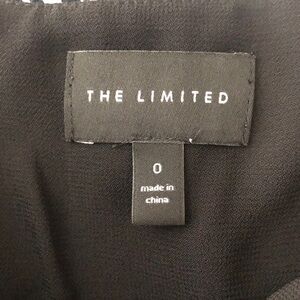 THE LIMITED
0
made in
china